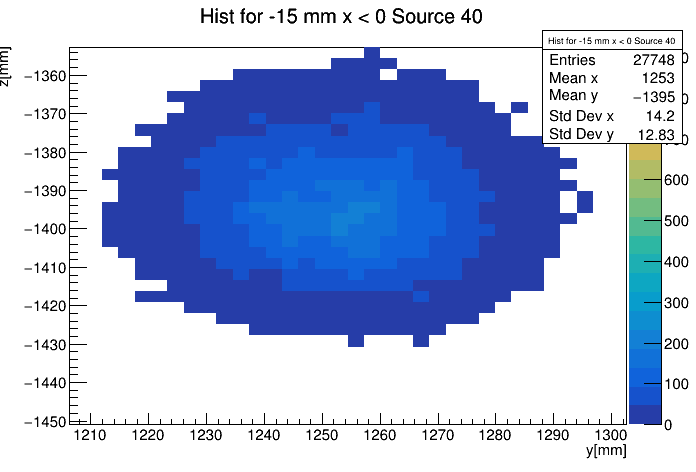 Hist for -15 mm x < 0 Source 40
z[mm]
Hist for -15 mm x < 0 Source 40
Entries 27748
Mean x 1253
Mean y −1395
Std Dev x 14.2
Std Dev y 12.83
−1360
−1370
−1380
−1390
−1400
−1410
−1420
−1430
−1440
−1450
1210 1220 1230 1240 1250 1260 1270 1280 1290 1300
y[mm]
600
500
400
300
200
100
0